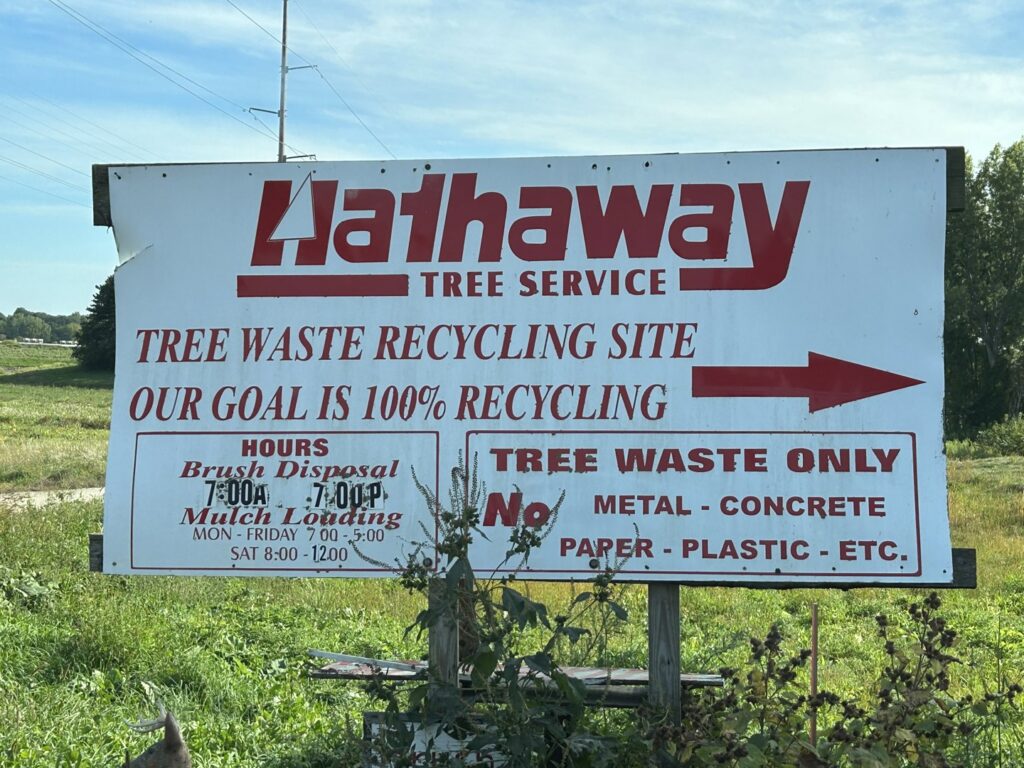 Hathaway
TREE SERVICE
TREE WASTE RECYCLING SITE
OUR GOAL IS 100% RECYCLING
HOURS
Brush Disposal
7:00A 7:00P
Mulch Loading
MON - FRIDAY 7:00 - 5:00
SAT 8:00 - 12:00
TREE WASTE ONLY
No METAL - CONCRETE
PAPER - PLASTIC - ETC.